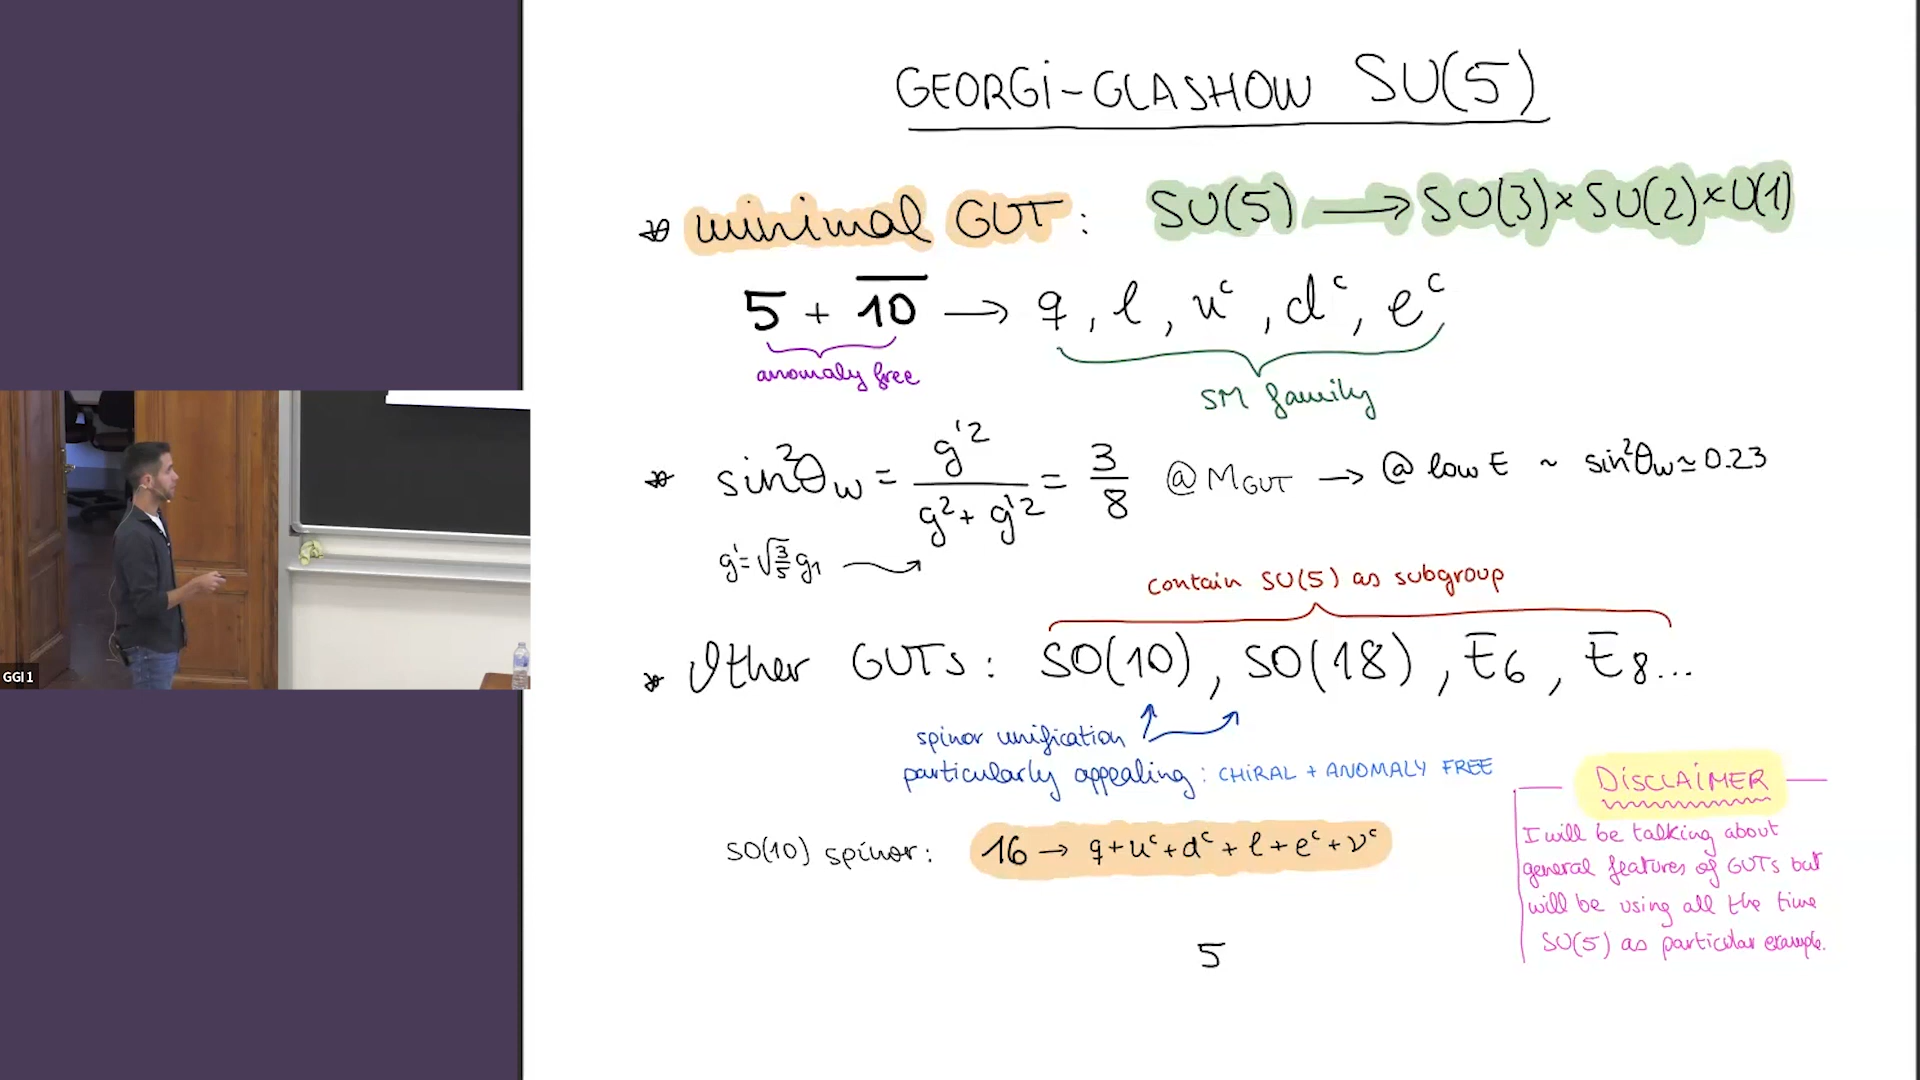 GEORGI-GLASHOW SU(5)
* minimal GUT: SU(5) ⟶ SU(3)×SU(2)×U(1)
5 + \overline{10} ⟶ q, l, u^c, d^c, e^c
anomaly free
SM family
* sin²θ_W = g'²/(g² + g'²) = 3/8 @ M_GUT → @ low E ~ sin²θ_W ≃ 0.23
g' = √(3/5) g₁
contain SU(5) as subgroup
* Other GUTs: SO(10), SO(18), E₆, E₈...
spinor unification
particularly appealing: CHIRAL + ANOMALY FREE
SO(10) spinor: 16 → q+u^c+d^c+l+e^c+ν^c
DISCLAIMER
I will be talking about
general features of GUTs but
will be using all the time
SU(5) as particular example.
5
GGI 1